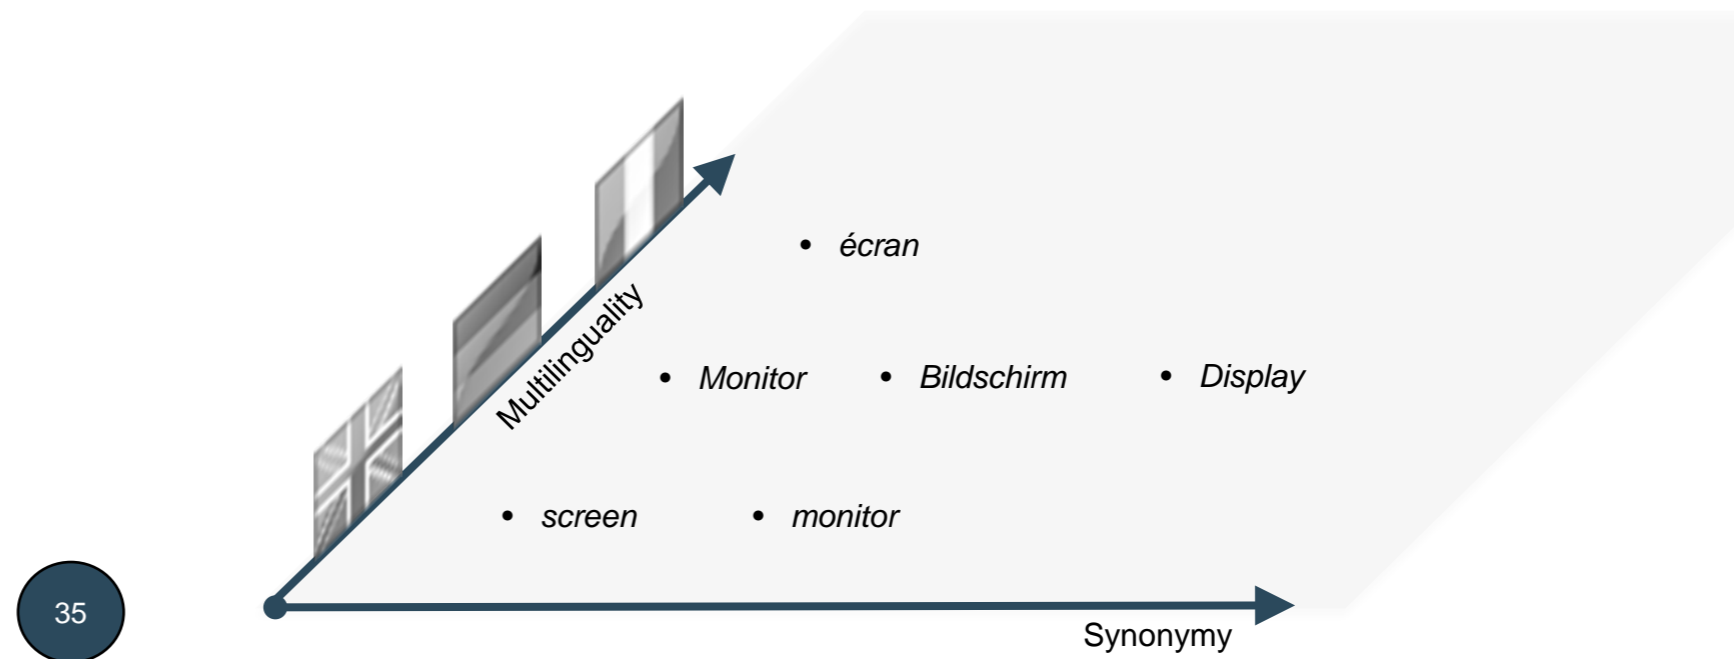 • écran
Multilinguality
• Monitor • Bildschirm • Display
• screen • monitor
35
Synonymy